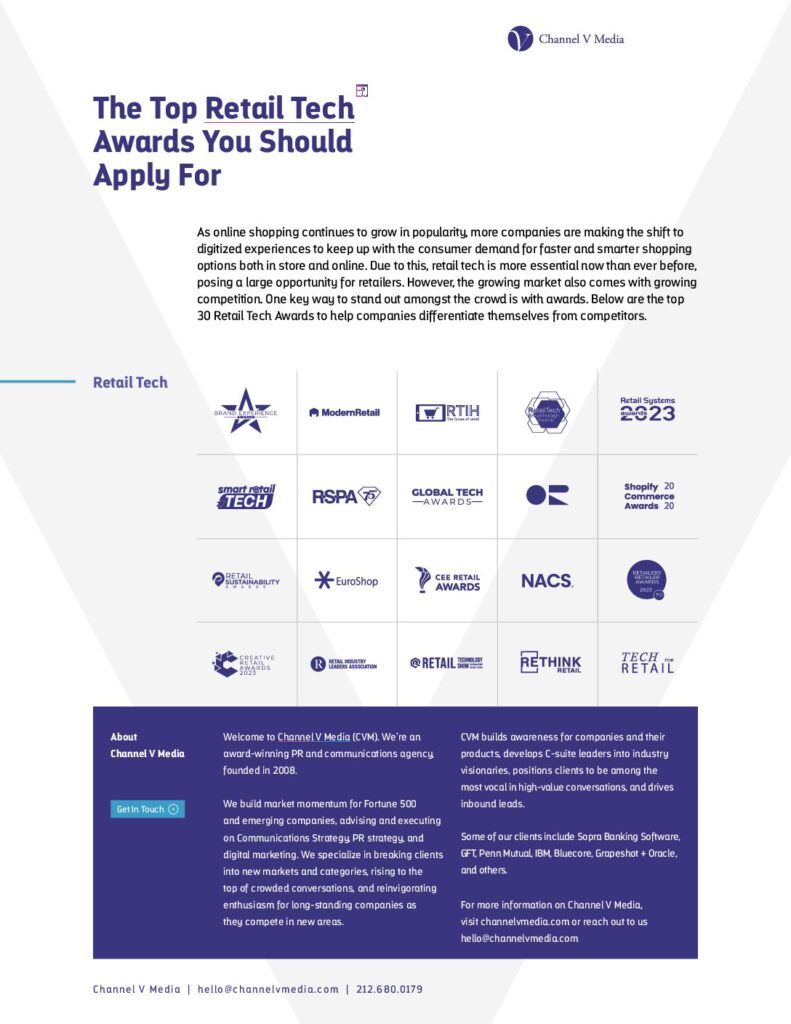 Channel V Media
The Top Retail Tech
Awards You Should
Apply For
As online shopping continues to grow in popularity, more companies are making the shift to
digitized experiences to keep up with the consumer demand for faster and smarter shopping
options both in store and online. Due to this, retail tech is more essential now than ever before,
posing a large opportunity for retailers. However, the growing market also comes with growing
competition. One key way to stand out amongst the crowd is with awards. Below are the top
30 Retail Tech Awards to help companies differentiate themselves from competitors.
Retail Tech
BRAND EXPERIENCE
AWARDS
ModernRetail
RTIH
The future of retail
RetailTech
Breakthrough
Awards
Retail Systems
awards
2023
smart retail
TECH
RSPA 75
GLOBAL TECH
AWARDS
Shopify 20
Commerce
Awards 20
RETAIL
SUSTAINABILITY
AWARDS
EuroShop
CEE RETAIL
AWARDS
NACS.
RETAILERS'
RETAILER
AWARDS
2023
CREATIVE
RETAIL
AWARDS
2023
R RETAIL INDUSTRY
LEADERS ASSOCIATION
RETAIL TECHNOLOGY
SHOW
RETHINK
RETAIL
TECH FOR
RETAIL
About
Channel V Media
Get In Touch
Welcome to Channel V Media (CVM). We're an
award-winning PR and communications agency,
founded in 2008.
We build market momentum for Fortune 500
and emerging companies, advising and executing
on Communications Strategy, PR strategy, and
digital marketing. We specialize in breaking clients
into new markets and categories, rising to the
top of crowded conversations, and reinvigorating
enthusiasm for long-standing companies as
they compete in new areas.
CVM builds awareness for companies and their
products, develops C-suite leaders into industry
visionaries, positions clients to be among the
most vocal in high-value conversations, and drives
inbound leads.
Some of our clients include Sopra Banking Software,
GFT, Penn Mutual, IBM, Bluecore, Grapeshot + Oracle,
and others.
For more information on Channel V Media,
visit channelvmedia.com or reach out to us
hello@channelvmedia.com
Channel V Media | hello@channelvmedia.com | 212.680.0179